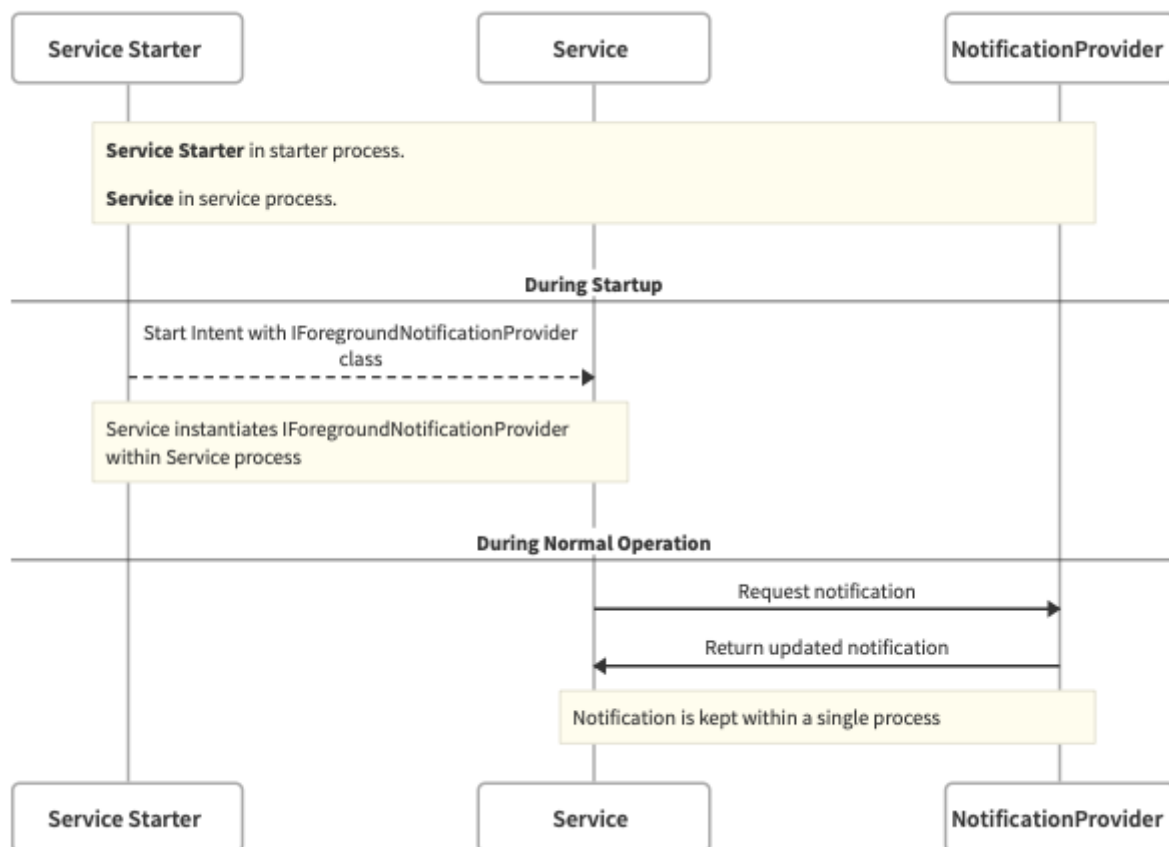 Service Starter
Service
NotificationProvider
Service Starter in starter process.
Service in service process.
During Startup
Start Intent with IForegroundNotificationProvider
class
Service instantiates IForegroundNotificationProvider
within Service process
During Normal Operation
Request notification
Return updated notification
Notification is kept within a single process
Service Starter
Service
NotificationProvider